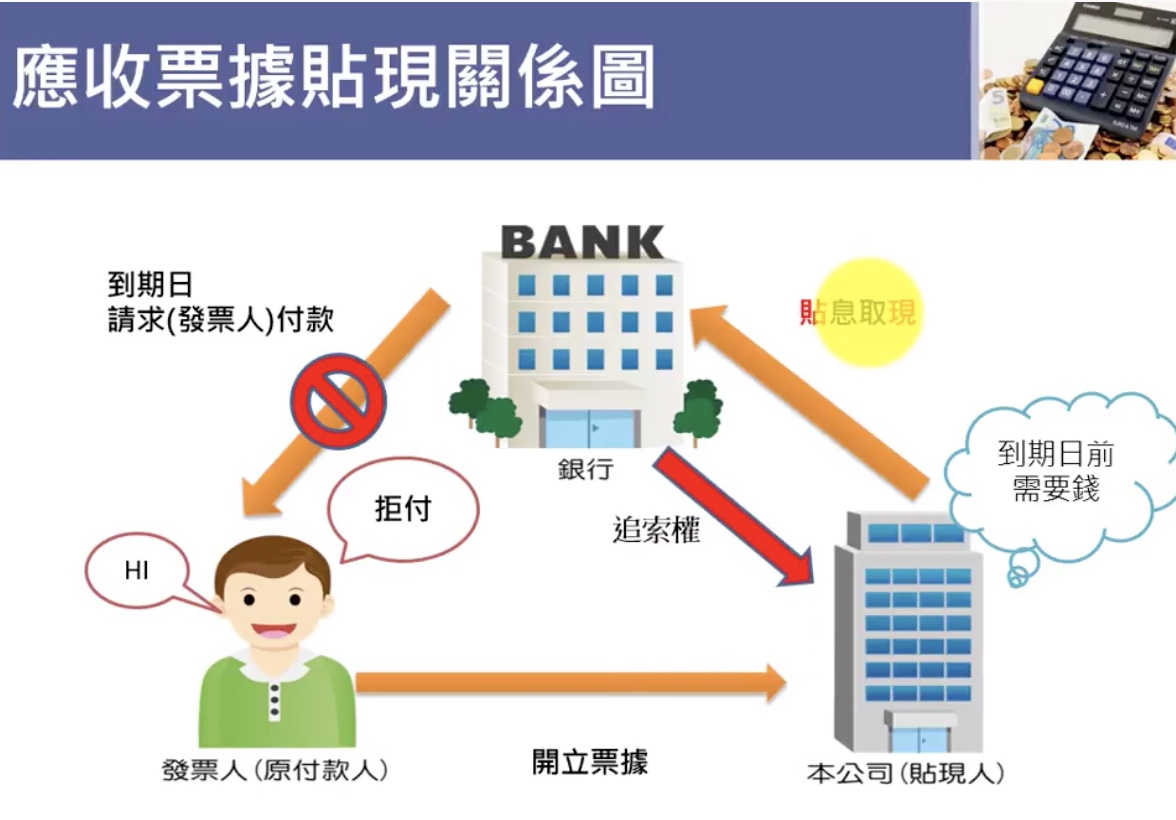 應收票據貼現關係圖
BANK
到期日
請求(發票人)付款
貼息取現
到期日前
需要錢
銀行
拒付
追索權
HI
開立票據
發票人(原付款人)
本公司(貼現人)